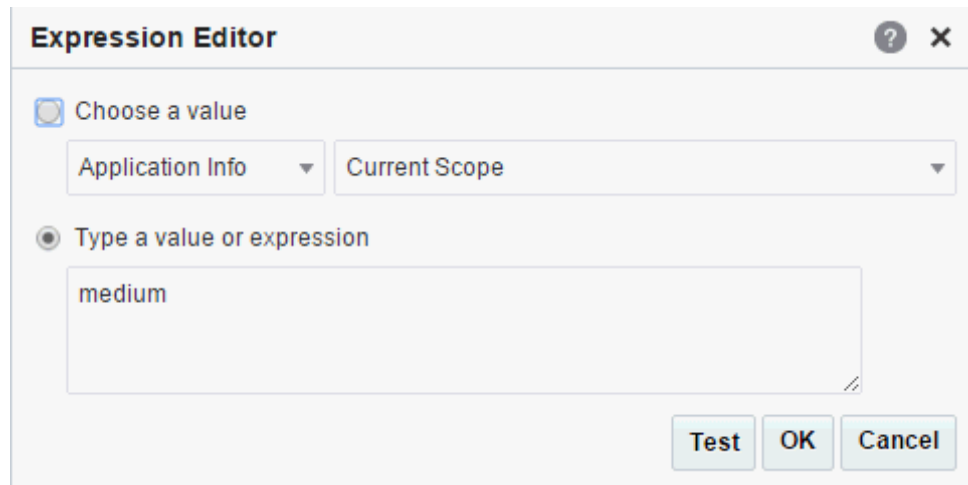 Expression Editor
Choose a value
Application Info Current Scope
Type a value or expression
medium
Test OK Cancel